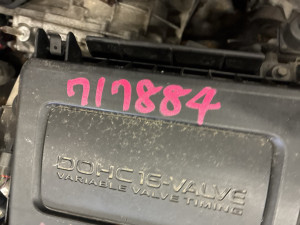 717884
DOHC 16-VALVE
VARIABLE VALVE TIMING